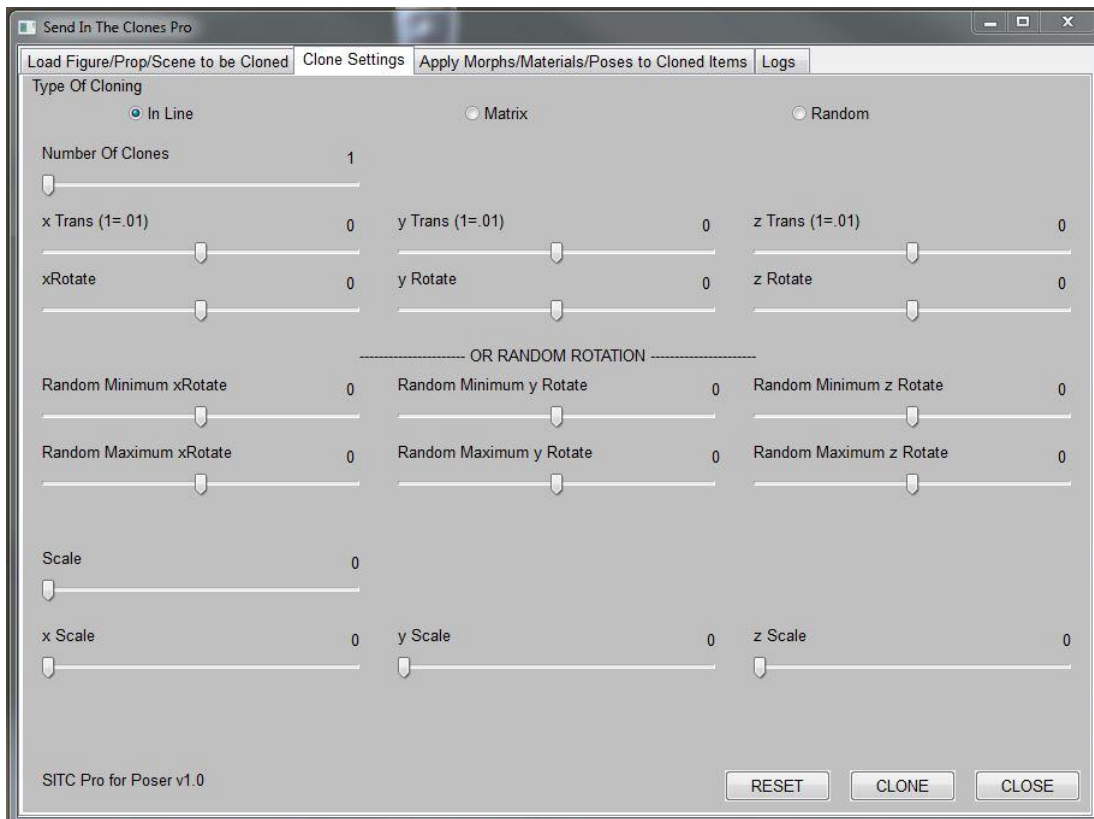 Send In The Clones Pro
Load Figure/Prop/Scene to be Cloned Clone Settings Apply Morphs/Materials/Poses to Cloned Items Logs
Type Of Cloning
In Line Matrix Random
Number Of Clones 1
x Trans (1=.01) 0 y Trans (1=.01) 0 z Trans (1=.01) 0
xRotate 0 y Rotate 0 z Rotate 0
---------------------- OR RANDOM ROTATION ----------------------
Random Minimum xRotate 0 Random Minimum y Rotate 0 Random Minimum z Rotate 0
Random Maximum xRotate 0 Random Maximum y Rotate 0 Random Maximum z Rotate 0
Scale 0
x Scale 0 y Scale 0 z Scale 0
SITC Pro for Poser v1.0 RESET CLONE CLOSE